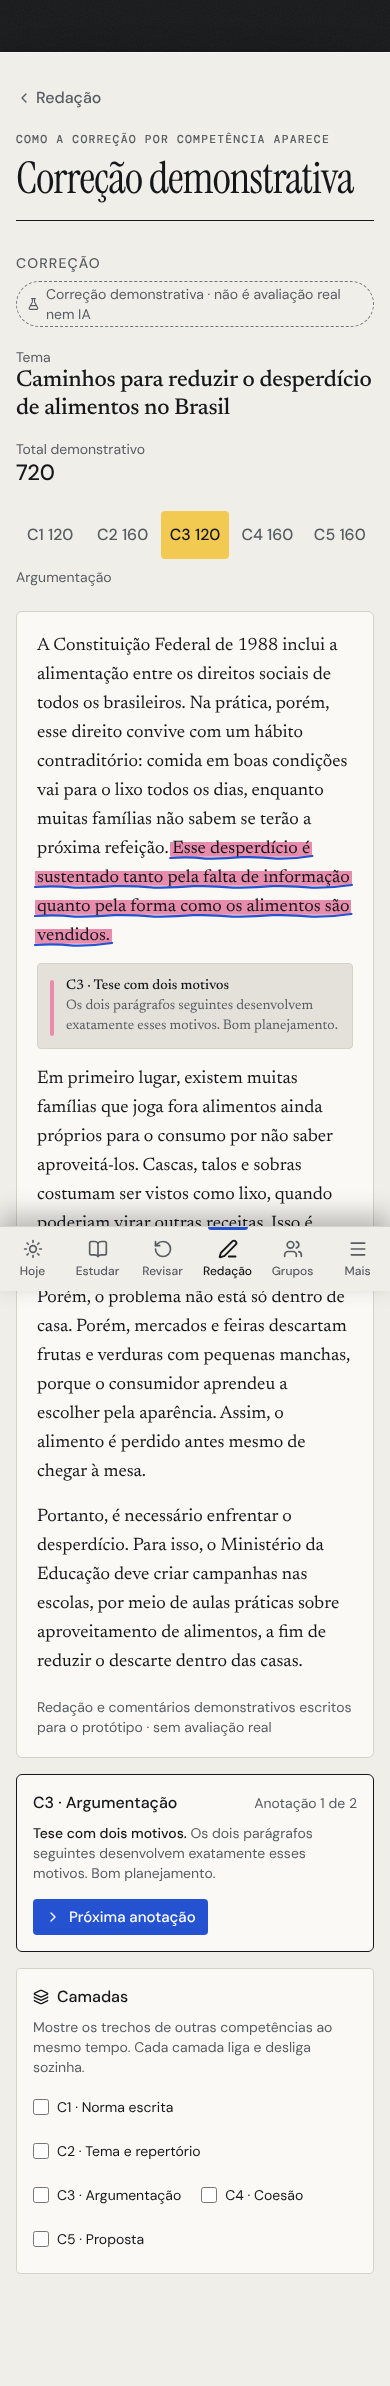 Redação
COMO A CORREÇÃO POR COMPETÊNCIA APARECE
Correção demonstrativa
CORREÇÃO
Correção demonstrativa · não é avaliação real
nem IA
Tema
Caminhos para reduzir o desperdício
de alimentos no Brasil
Total demonstrativo
720
C1 120 C2 160 C3 120 C4 160 C5 160
Argumentação
A Constituição Federal de 1988 inclui a
alimentação entre os direitos sociais de
todos os brasileiros. Na prática, porém,
esse direito convive com um hábito
contraditório: comida em boas condições
vai para o lixo todos os dias, enquanto
muitas famílias não sabem se terão a
próxima refeição. Esse desperdício é
sustentado tanto pela falta de informação
quanto pela forma como os alimentos são
vendidos.
C3 · Tese com dois motivos
Os dois parágrafos seguintes desenvolvem
exatamente esses motivos. Bom planejamento.
Em primeiro lugar, existem muitas
famílias que joga fora alimentos ainda
próprios para o consumo por não saber
aproveitá-los. Cascas, talos e sobras
costumam ser vistos como lixo, quando
poderiam virar outras receitas. Isso é
Hoje Estudar Revisar Redação Grupos Mais
Porém, o problema não está só dentro de
casa. Porém, mercados e feiras descartam
frutas e verduras com pequenas manchas,
porque o consumidor aprendeu a
escolher pela aparência. Assim, o
alimento é perdido antes mesmo de
chegar à mesa.
Portanto, é necessário enfrentar o
desperdício. Para isso, o Ministério da
Educação deve criar campanhas nas
escolas, por meio de aulas práticas sobre
aproveitamento de alimentos, a fim de
reduzir o descarte dentro das casas.
Redação e comentários demonstrativos escritos
para o protótipo · sem avaliação real
C3 · Argumentação Anotação 1 de 2
Tese com dois motivos. Os dois parágrafos
seguintes desenvolvem exatamente esses
motivos. Bom planejamento.
Próxima anotação
Camadas
Mostre os trechos de outras competências ao
mesmo tempo. Cada camada liga e desliga
sozinha.
C1 · Norma escrita
C2 · Tema e repertório
C3 · Argumentação C4 · Coesão
C5 · Proposta